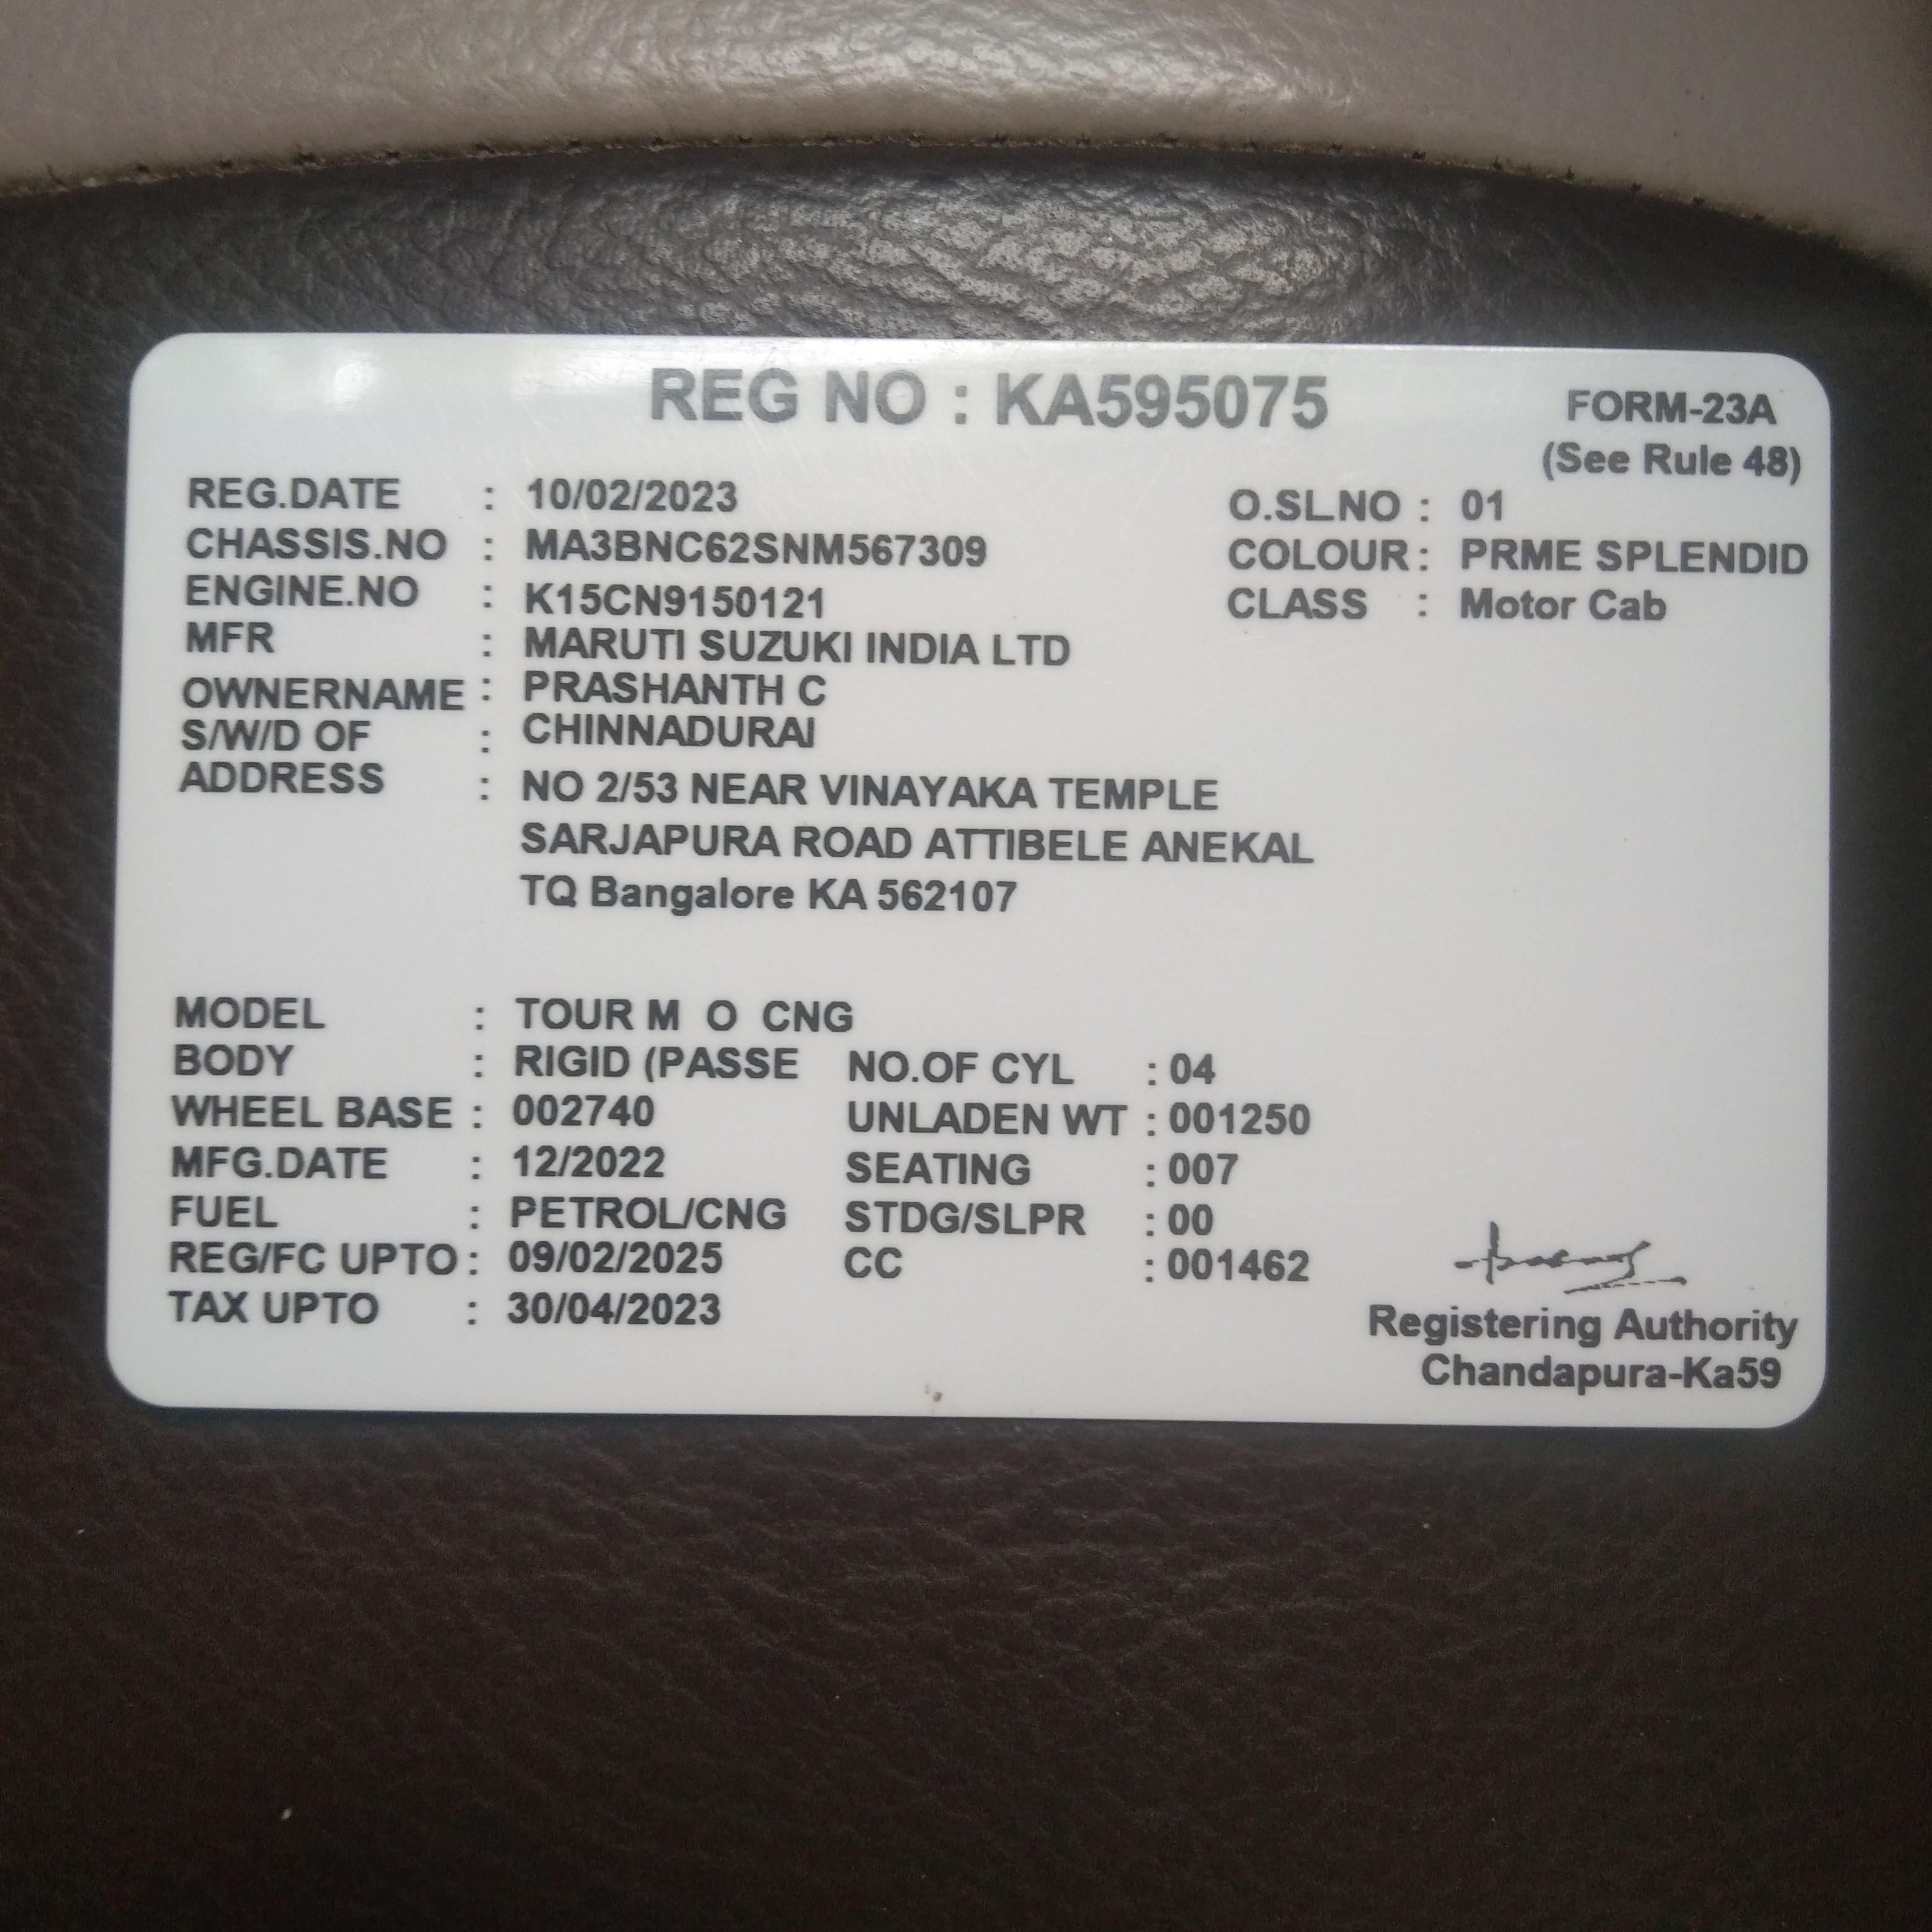 REG NO : KA595075
FORM-23A
(See Rule 48)
REG.DATE : 10/02/2023 O.SLNO : 01
CHASSIS.NO : MA3BNC62SNM567309 COLOUR : PRME SPLENDID
ENGINE.NO : K15CN9150121 CLASS : Motor Cab
MFR : MARUTI SUZUKI INDIA LTD
OWNERNAME : PRASHANTH C
S/W/D OF : CHINNADURAI
ADDRESS : NO 2/53 NEAR VINAYAKA TEMPLE
SARJAPURA ROAD ATTIBELE ANEKAL
TQ Bangalore KA 562107
MODEL : TOUR M O CNG
BODY : RIGID (PASSE NO.OF CYL : 04
WHEEL BASE : 002740 UNLADEN WT : 001250
MFG.DATE : 12/2022 SEATING : 007
FUEL : PETROL/CNG STDG/SLPR : 00
REG/FC UPTO : 09/02/2025 CC : 001462
TAX UPTO : 30/04/2023
Registering Authority
Chandapura-Ka59